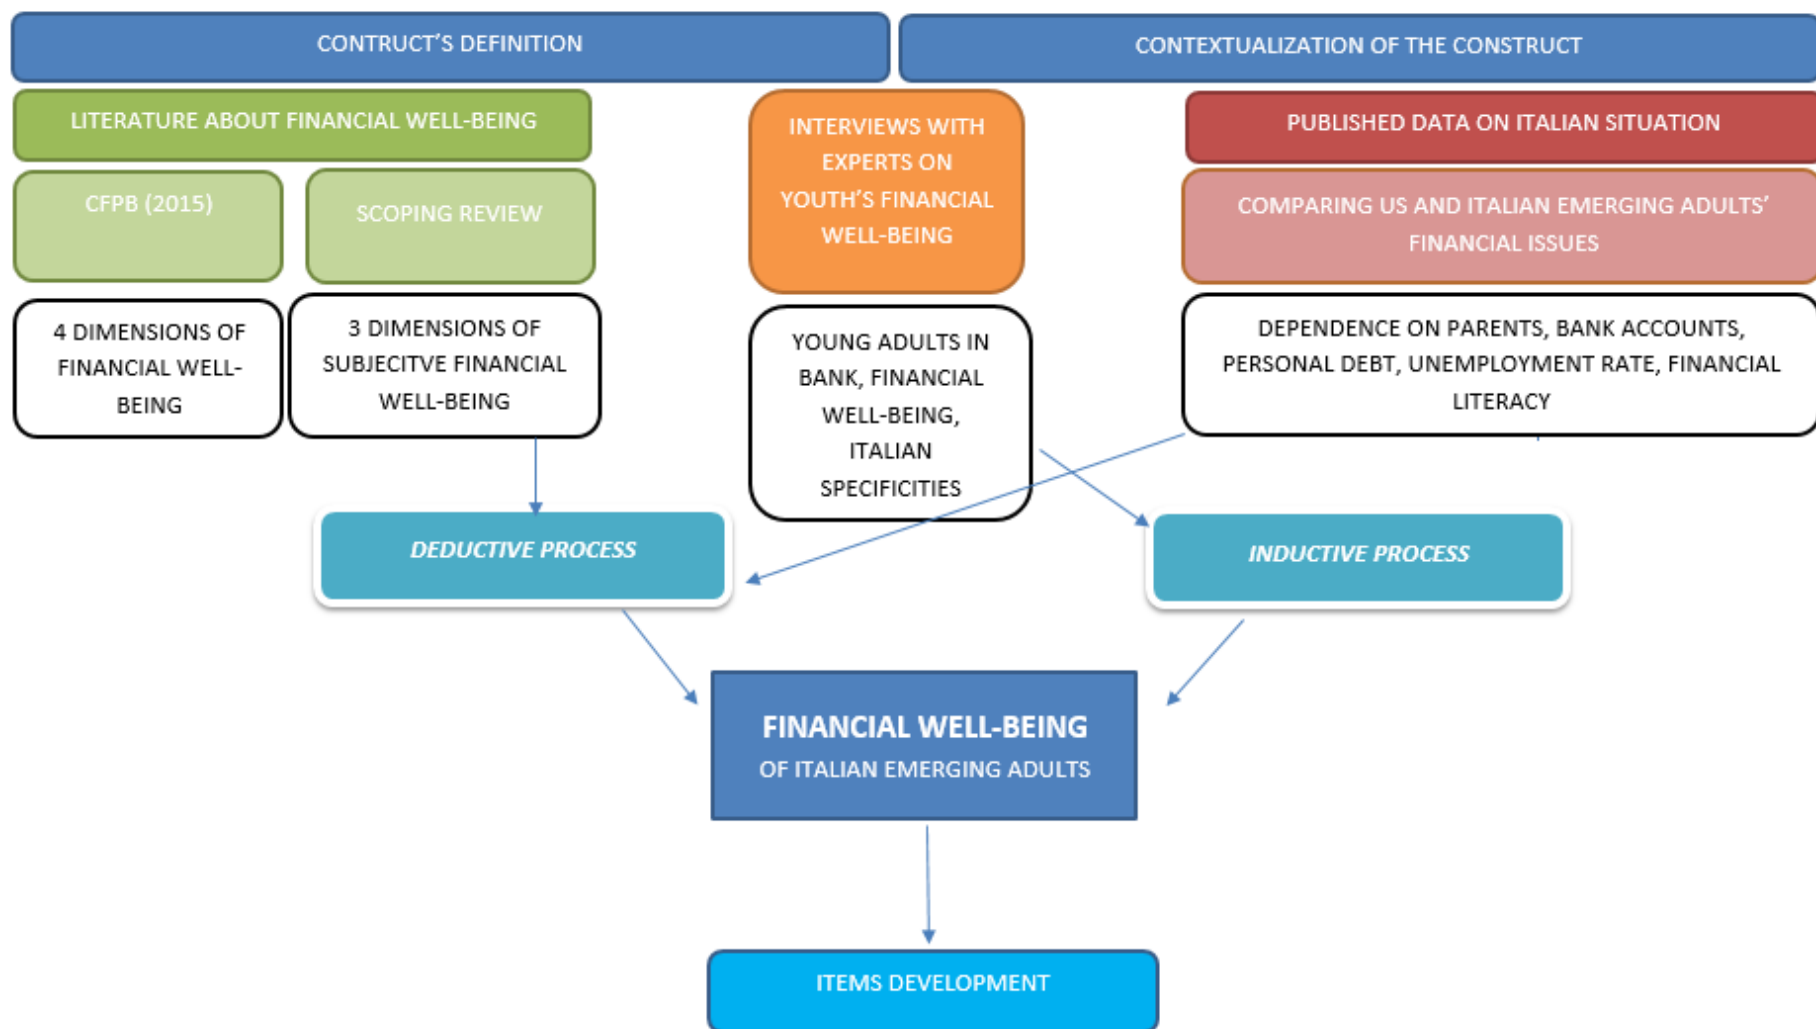 CONTRUCT'S DEFINITION
CONTEXTUALIZATION OF THE CONSTRUCT
LITERATURE ABOUT FINANCIAL WELL-BEING
CFPB (2015)
SCOPING REVIEW
4 DIMENSIONS OF
FINANCIAL WELL-
BEING
3 DIMENSIONS OF
SUBJECITVE FINANCIAL
WELL-BEING
INTERVIEWS WITH
EXPERTS ON
YOUTH'S FINANCIAL
WELL-BEING
YOUNG ADULTS IN
BANK, FINANCIAL
WELL-BEING,
ITALIAN
SPECIFICITIES
PUBLISHED DATA ON ITALIAN SITUATION
COMPARING US AND ITALIAN EMERGING ADULTS'
FINANCIAL ISSUES
DEPENDENCE ON PARENTS, BANK ACCOUNTS,
PERSONAL DEBT, UNEMPLOYMENT RATE, FINANCIAL
LITERACY
DEDUCTIVE PROCESS
INDUCTIVE PROCESS
FINANCIAL WELL-BEING
OF ITALIAN EMERGING ADULTS
ITEMS DEVELOPMENT